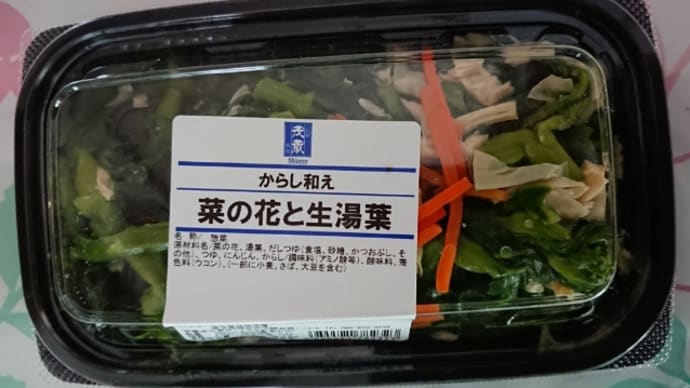 茂蔵
Shigezo
からし和え
菜の花と生湯葉
名 称/ 惣菜
原材料名/菜の花、湯葉、だしつゆ(食塩、砂糖、かつおぶし、そ
の他)、つゆ、にんじん、からし/調味料(アミノ酸等)、酸味料、着
色料(ウコン)、(一部に小麦、さば、大豆を含む)